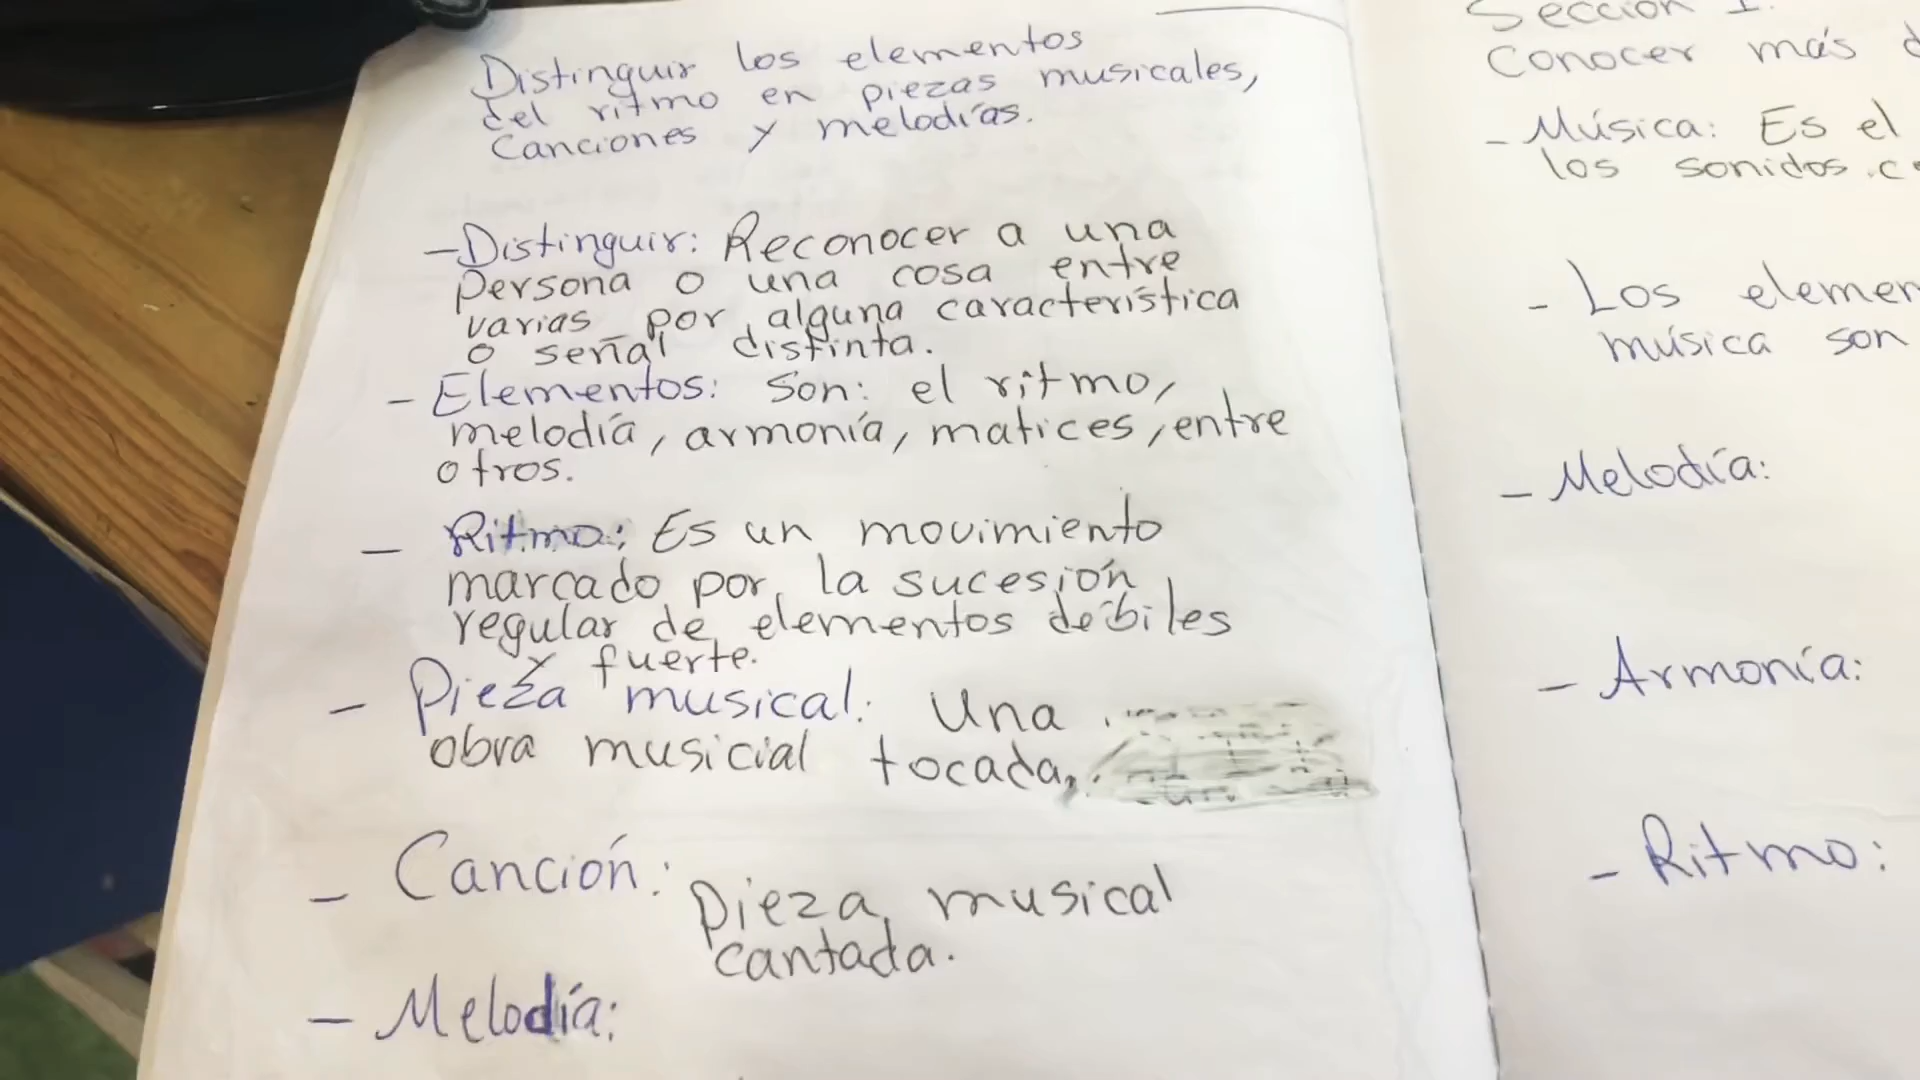 Distinguir los elementos
del ritmo en piezas musicales,
Canciones y melodías.
- Distinguir: Reconocer a una
persona o una cosa entre
varias por alguna característica
o señal distinta.
- Elementos: Son: el ritmo,
melodía, armonía, matices, entre
otros.
- Ritmo: Es un movimiento
marcado por la sucesión
regular de elementos débiles
y fuerte.
- Pieza musical: Una
obra musicial tocada,
- Canción: pieza musical
cantada.
- Melodía:
Sección I.
Conocer más
- Música: Es el
los sonidos.
- Los
música son
- Melodía:
- Armonía:
- Ritmo: